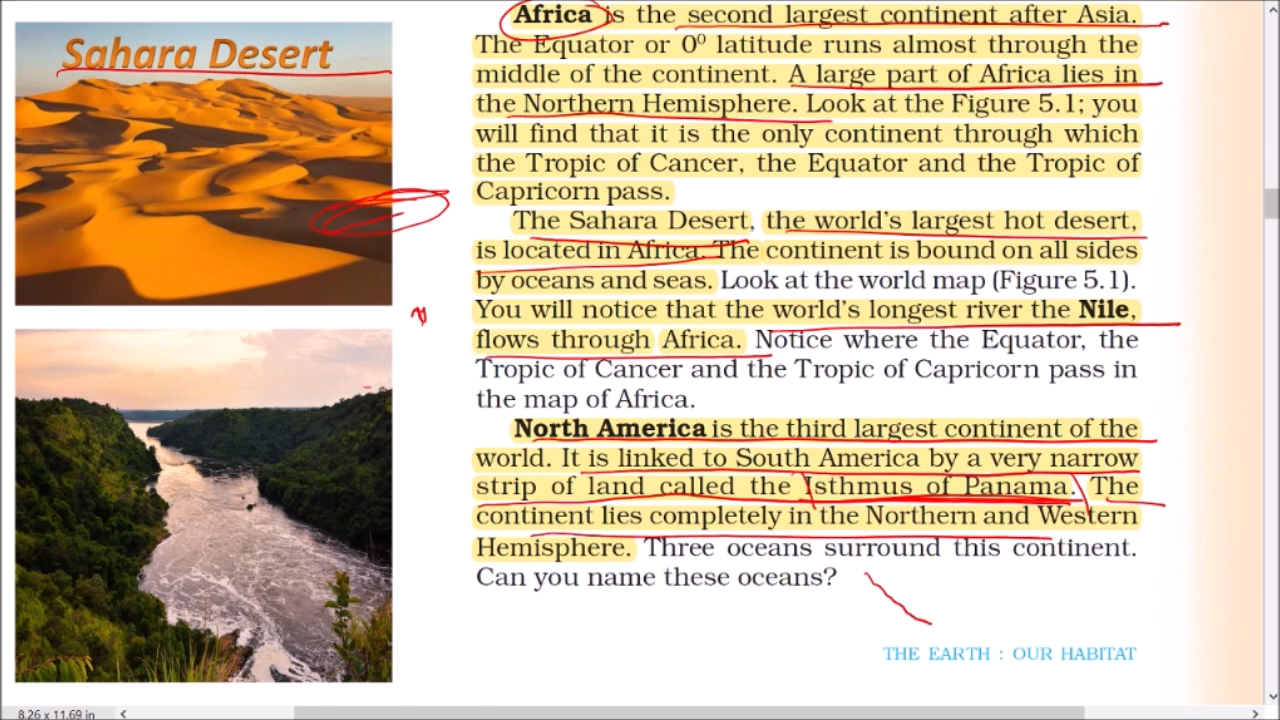 Sahara Desert
Africa is the second largest continent after Asia.
The Equator or 0⁰ latitude runs almost through the
middle of the continent. A large part of Africa lies in
the Northern Hemisphere. Look at the Figure 5.1; you
will find that it is the only continent through which
the Tropic of Cancer, the Equator and the Tropic of
Capricorn pass.
The Sahara Desert, the world's largest hot desert,
is located in Africa. The continent is bound on all sides
by oceans and seas. Look at the world map (Figure 5.1).
You will notice that the world's longest river the Nile,
flows through Africa. Notice where the Equator, the
Tropic of Cancer and the Tropic of Capricorn pass in
the map of Africa.
North America is the third largest continent of the
world. It is linked to South America by a very narrow
strip of land called the Isthmus of Panama. The
continent lies completely in the Northern and Western
Hemisphere. Three oceans surround this continent.
Can you name these oceans?
THE EARTH : OUR HABITAT
8.26 x 11.69 in